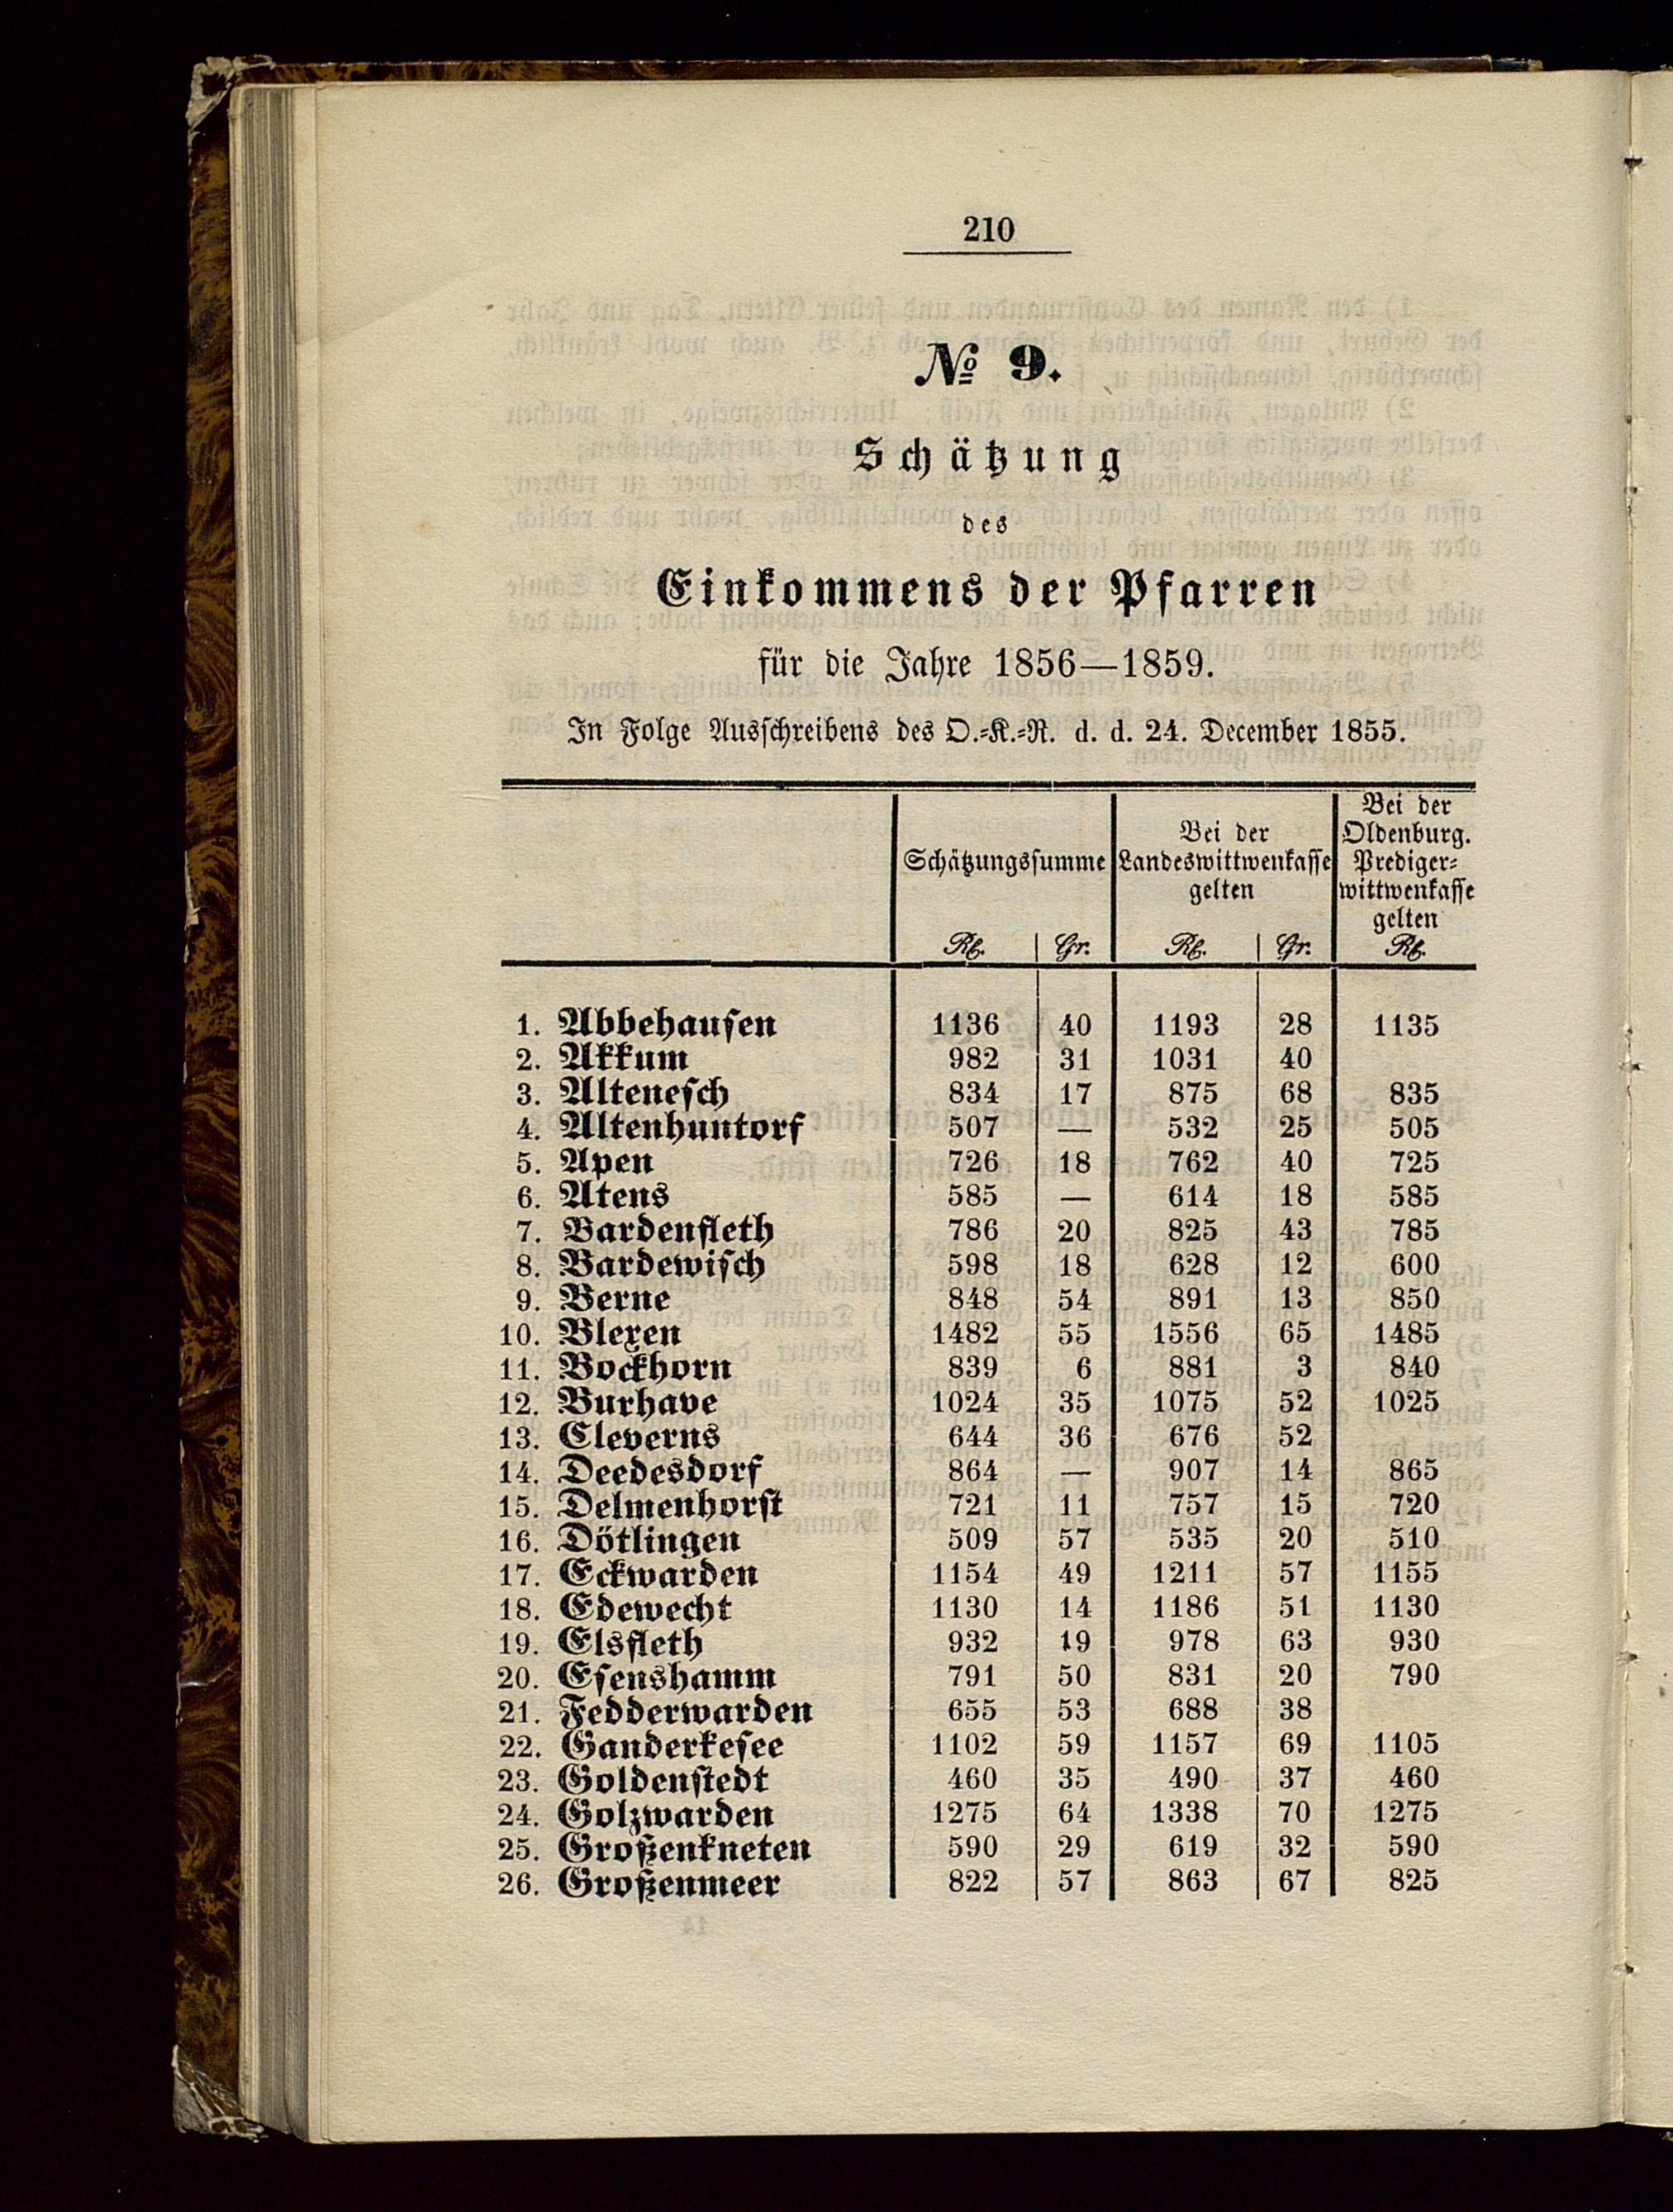 210
№ 9.
Schätzung
des
Einkommens der Pfarren
für die Jahre 1856—1859.
In Folge Ausschreibens des O.-K.-R. d. d. 24. December 1855.
Schätzungssumme
Bei der
Landeswittwenkasse
gelten
Bei der
Oldenburg.
Prediger-
wittwenkasse
gelten
Rß. Gr. Rß. Gr. Rß.
1. Abbehausen 1136 40 1193 28 1135
2. Akkum 982 31 1031 40
3. Altenesch 834 17 875 68 835
4. Altenhuntorf 507 — 532 25 505
5. Apen 726 18 762 40 725
6. Atens 585 — 614 18 585
7. Bardenfleth 786 20 825 43 785
8. Bardewisch 598 18 628 12 600
9. Berne 848 54 891 13 850
10. Blexen 1482 55 1556 65 1485
11. Bockhorn 839 6 881 3 840
12. Burhave 1024 35 1075 52 1025
13. Cleverns 644 36 676 52
14. Deedesdorf 864 — 907 14 865
15. Delmenhorst 721 11 757 15 720
16. Dötlingen 509 57 535 20 510
17. Eckwarden 1154 49 1211 57 1155
18. Edewecht 1130 14 1186 51 1130
19. Elsfleth 932 19 978 63 930
20. Esenshamm 791 50 831 20 790
21. Fedderwarden 655 53 688 38
22. Ganderkesee 1102 59 1157 69 1105
23. Goldenstedt 460 35 490 37 460
24. Golzwarden 1275 64 1338 70 1275
25. Großenkneten 590 29 619 32 590
26. Großenmeer 822 57 863 67 825